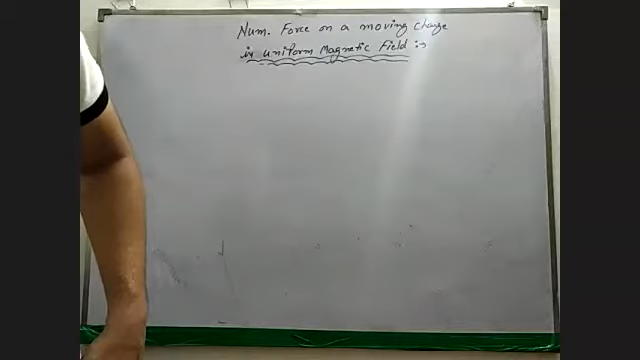 Num. Force on a moving charge
in uniform Magnetic Field :-